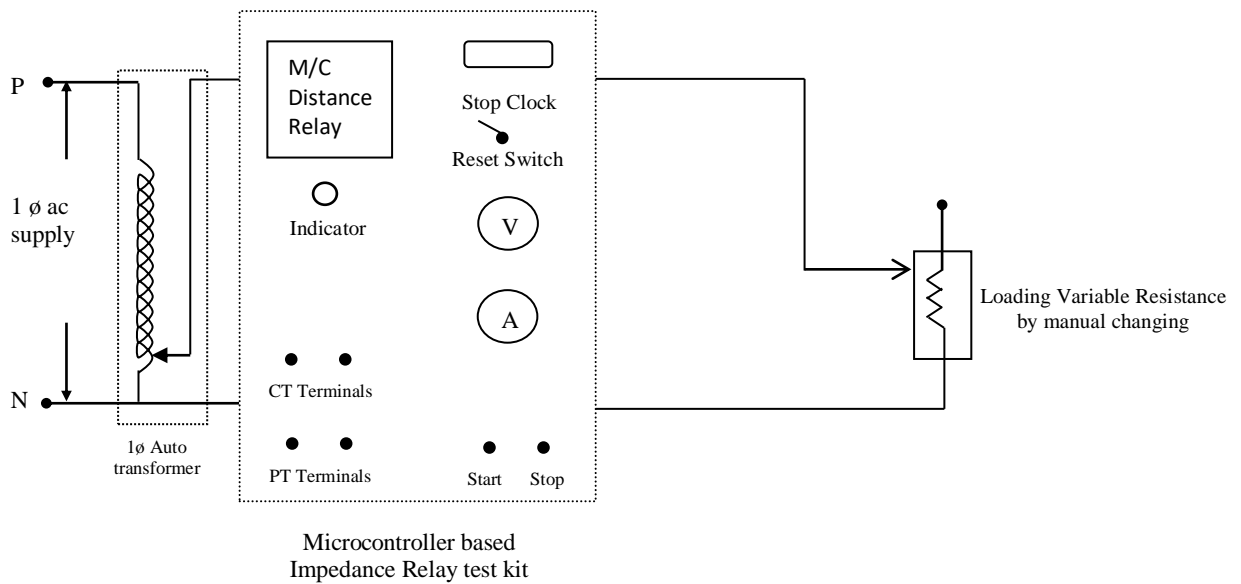 P
1 ø ac
supply
N
1ø Auto
transformer
M/C
Distance
Relay
Indicator
Stop Clock
Reset Switch
V
A
CT Terminals
PT Terminals
Start Stop
Loading Variable Resistance
by manual changing
Microcontroller based
Impedance Relay test kit